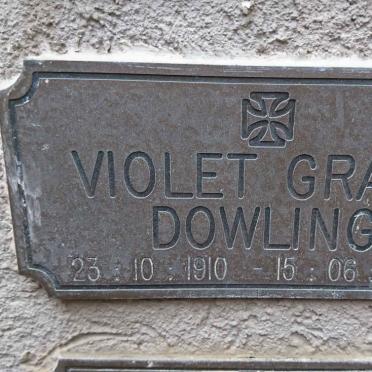 VIOLET GRA
DOWLING
23 : 10 : 1910 - 15 : 06